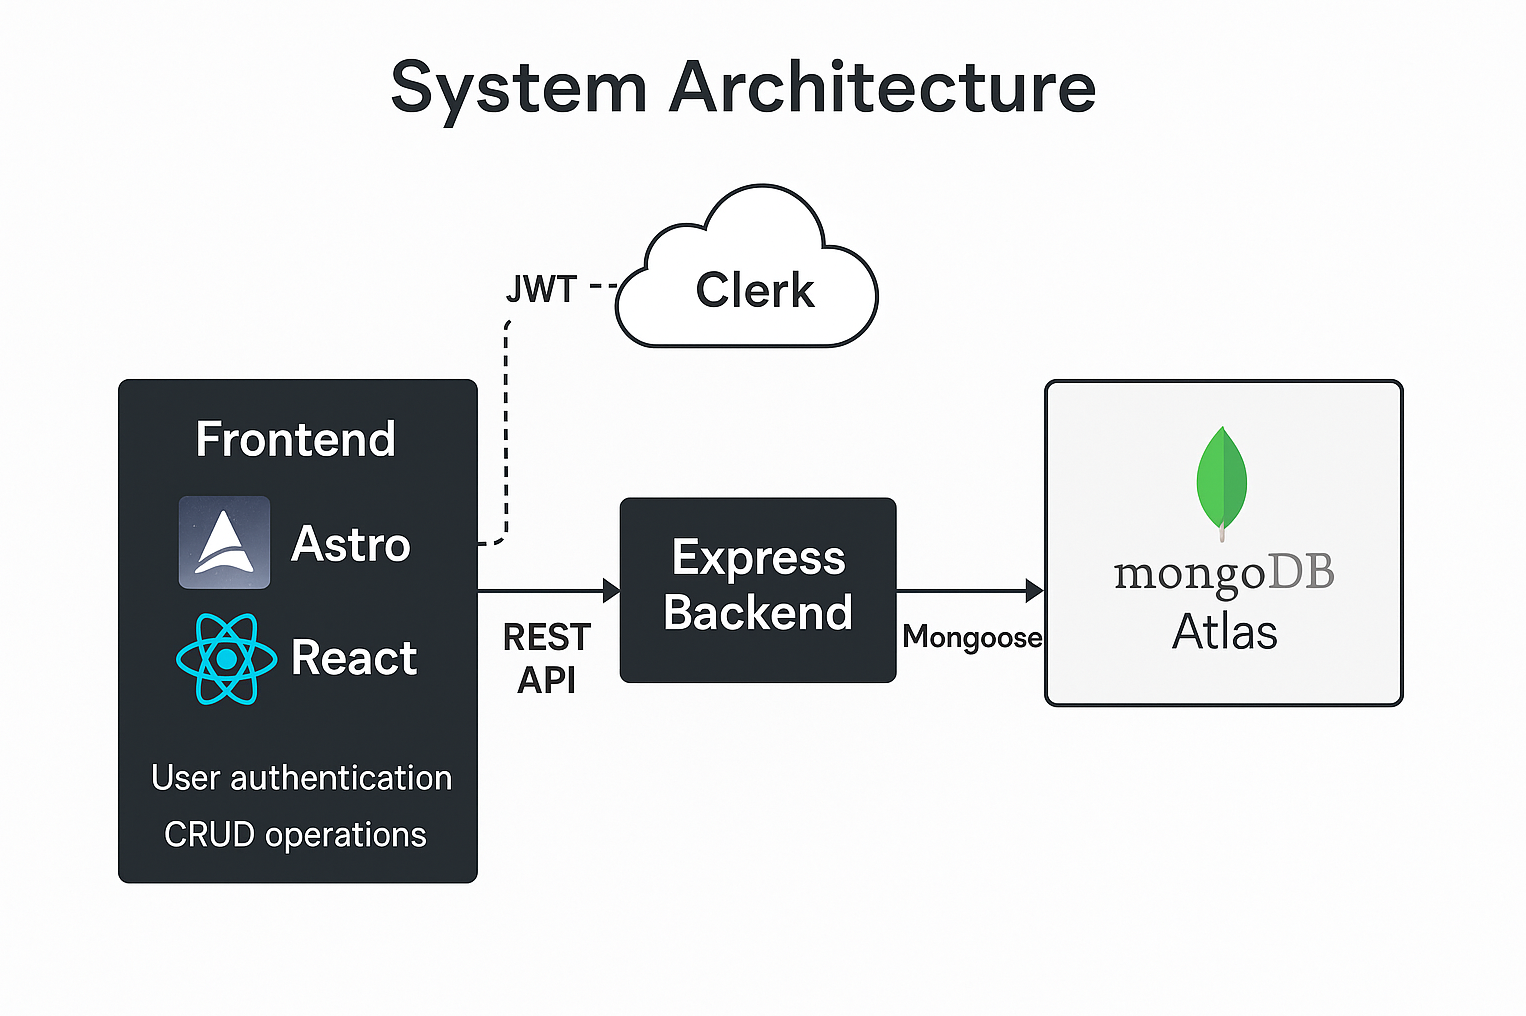 System Architecture
JWT
Clerk
Frontend
Astro
React
User authentication
CRUD operations
REST
API
Express
Backend
Mongoose
mongoDB
Atlas